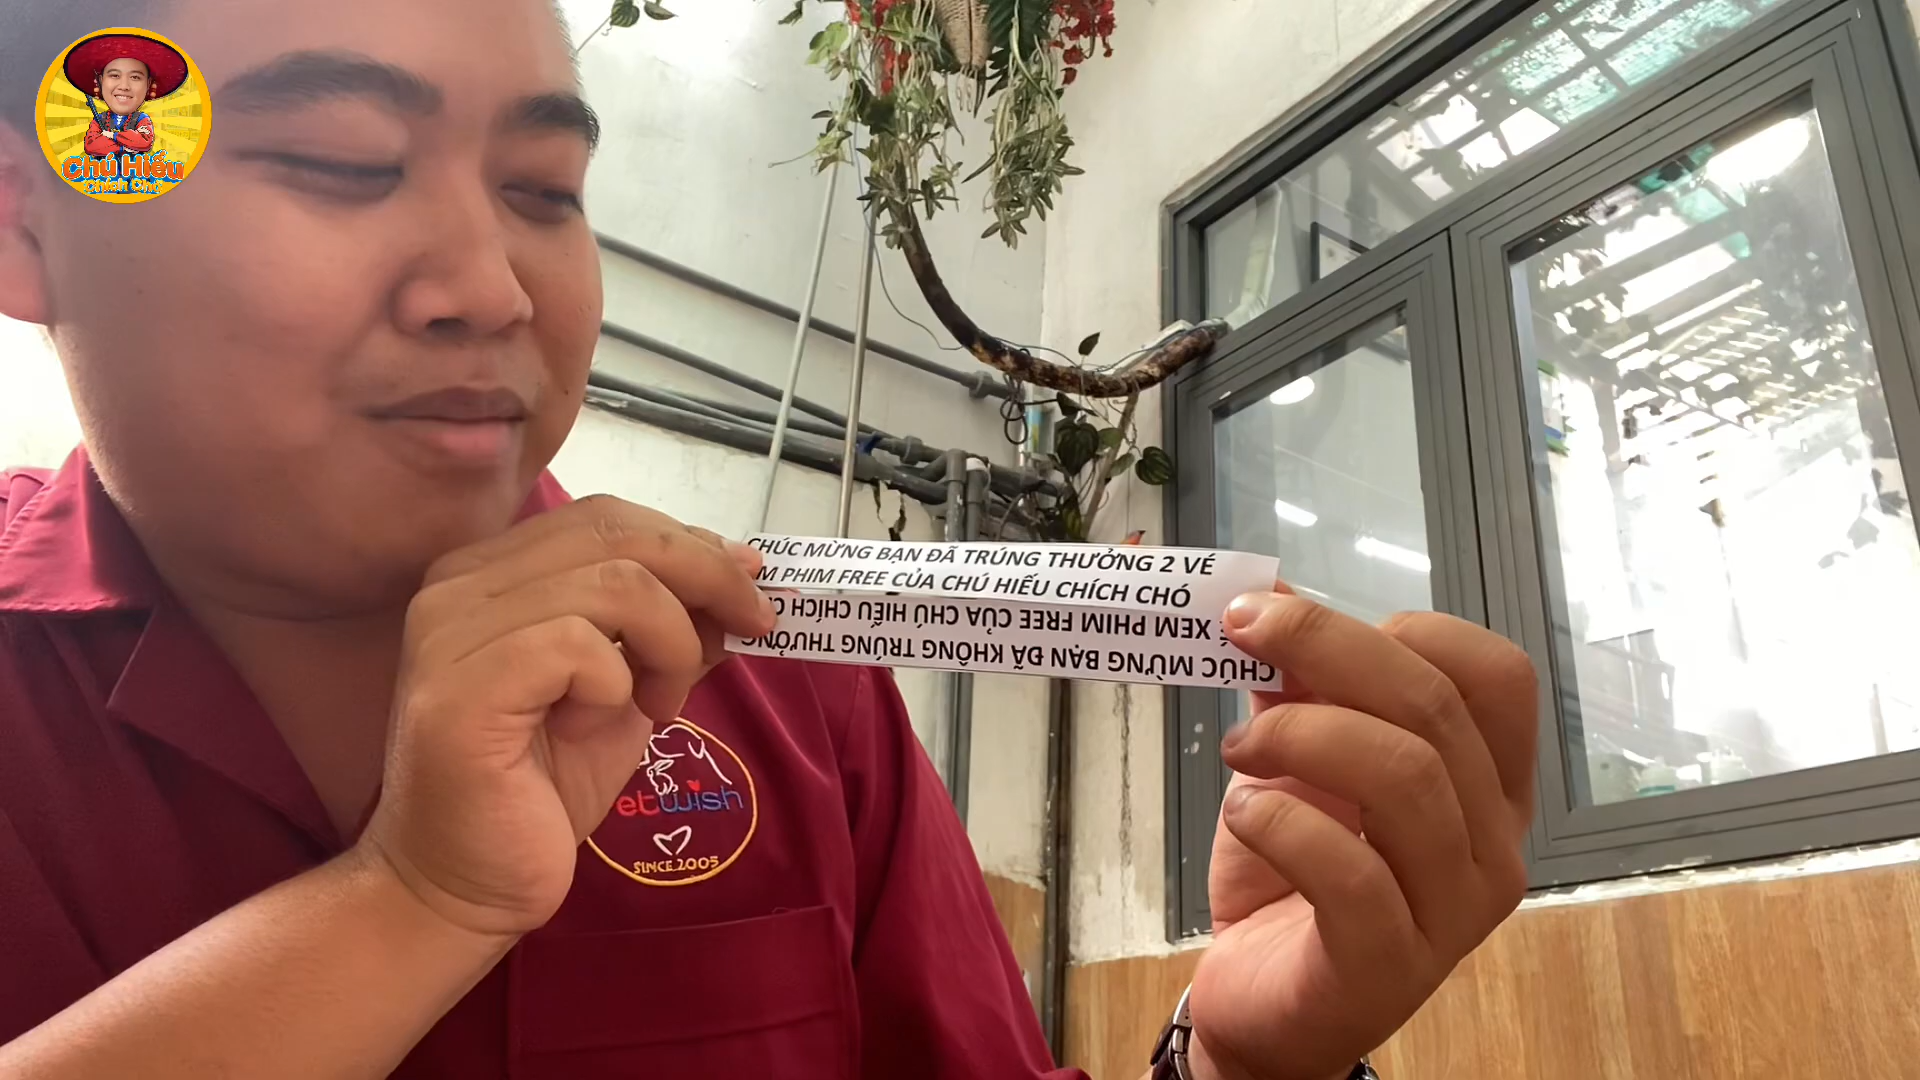 Chú Hiếu
Chích Chó
CHÚC MỪNG BẠN ĐÃ TRÚNG THƯỞNG 2 VÉ
M PHIM FREE CỦA CHÚ HIẾU CHÍCH CHÓ
CHÚC MỪNG BẠN ĐÃ KHÔNG TRÚNG THƯỞNG
XEM PHIM FREE CỦA CHÚ HIẾU CHÍCH
etwish
SINCE 2005